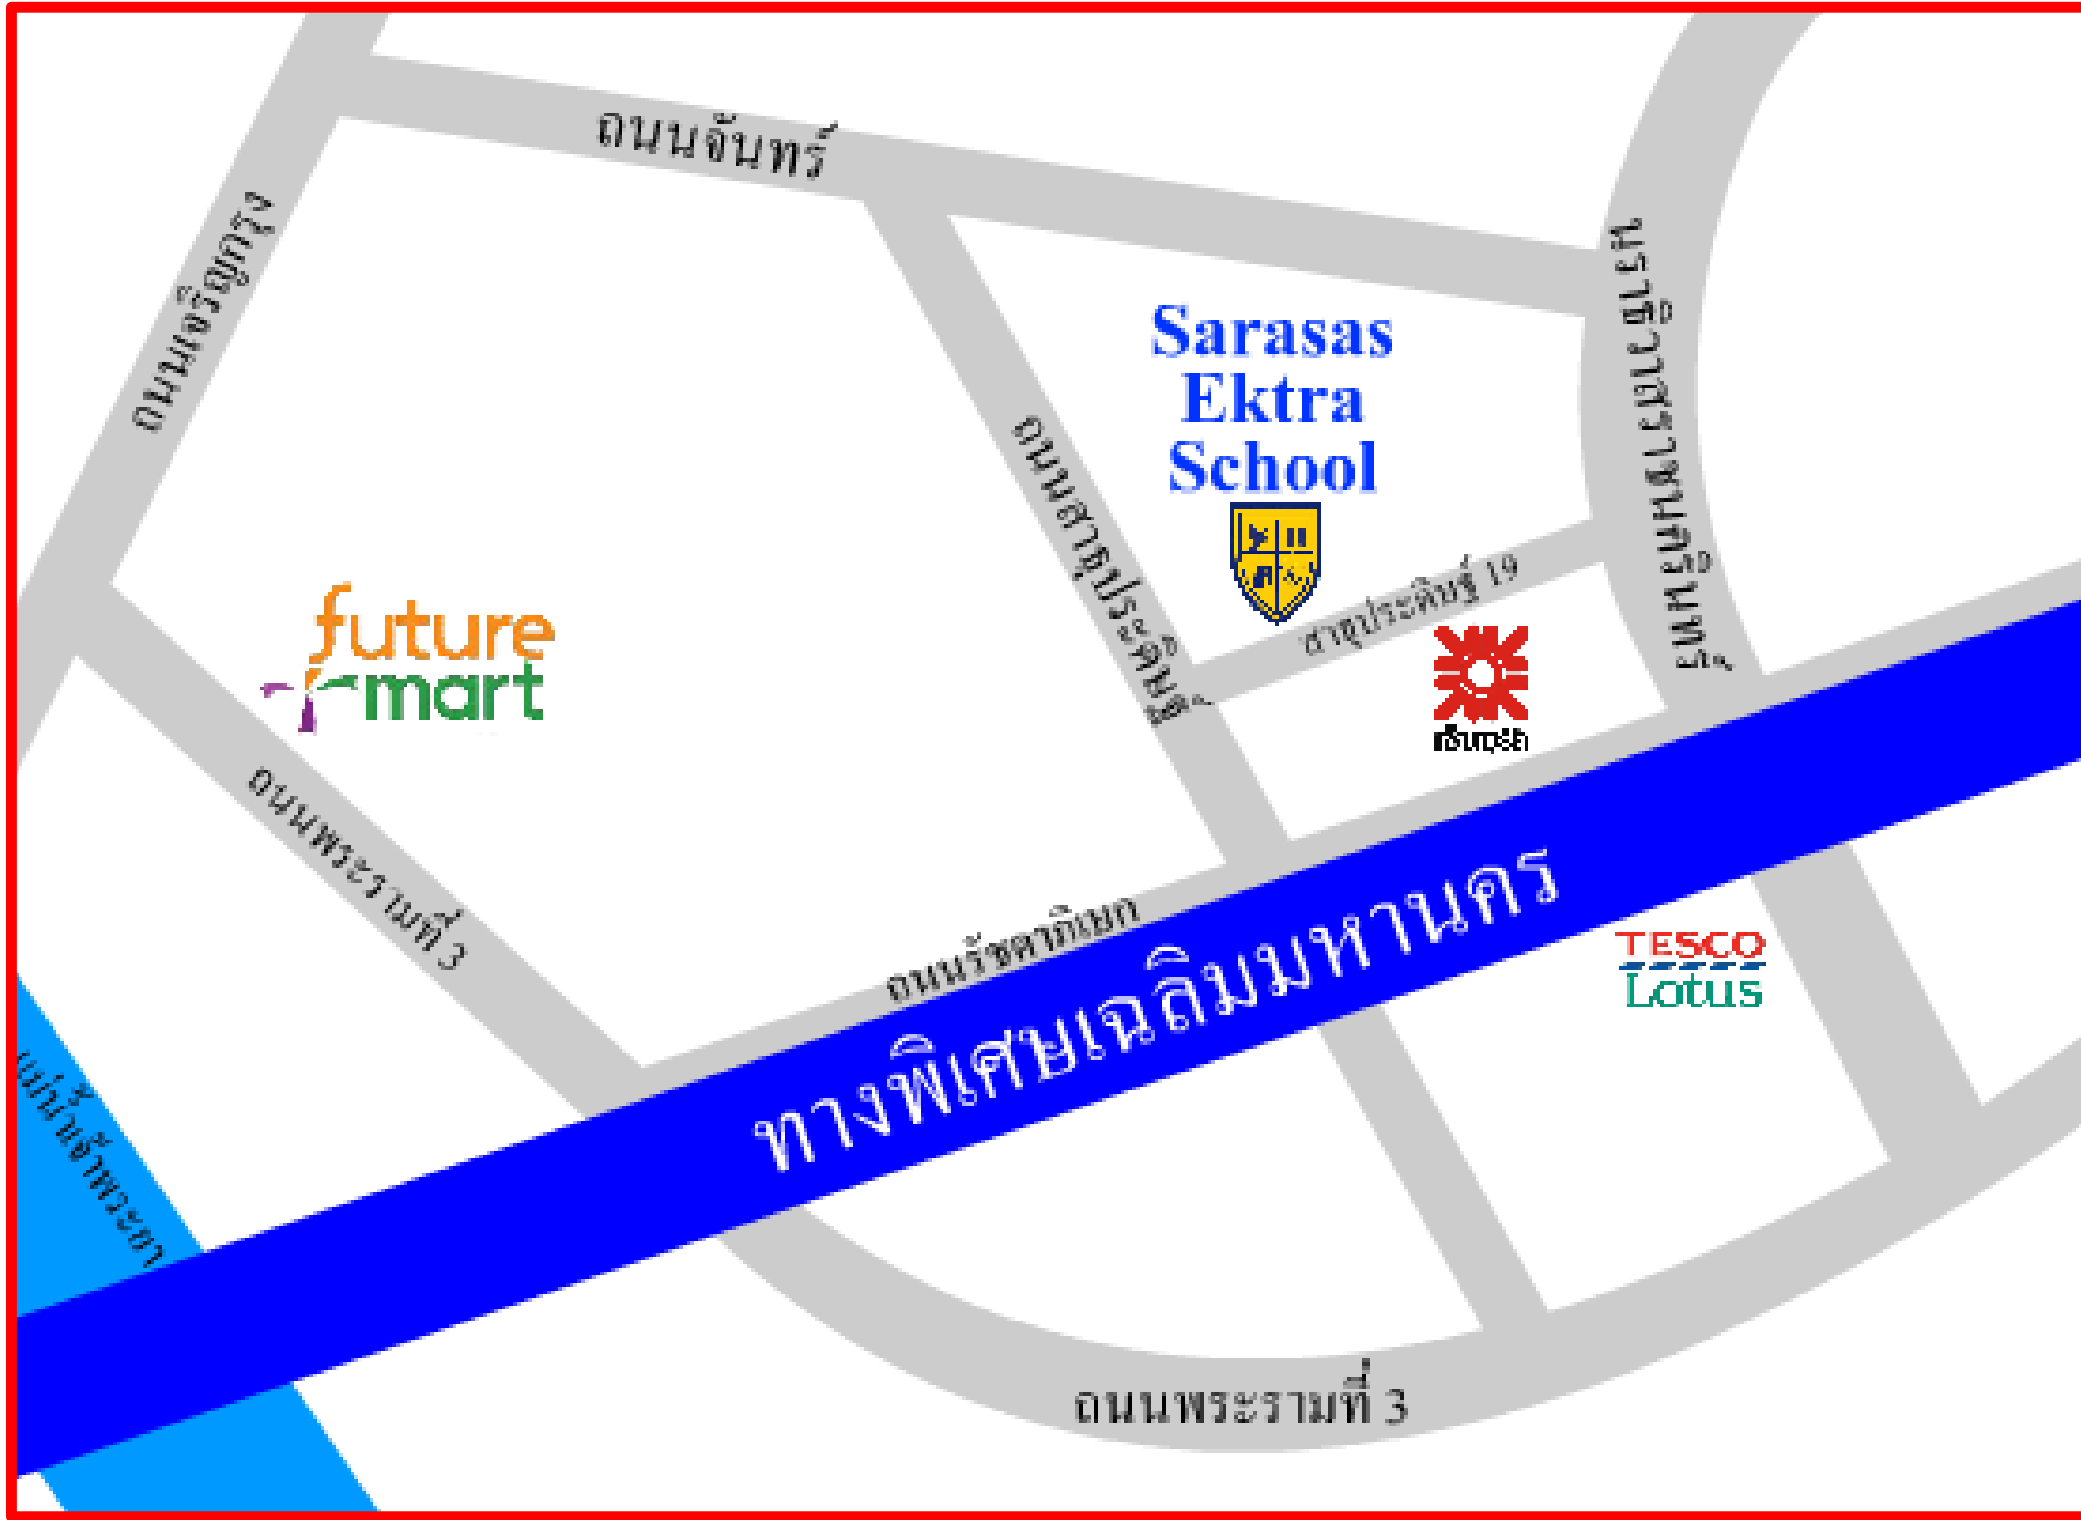 ถนนจันทร์
ถนนเจริญกรุง
นราธิวาสราชนครินทร์
Sarasas
Ektra
School
ถนนสาธุประดิษฐ์
สาธุประดิษฐ์ 19
future
mart
เซ็นทรัล
ถนนพระรามที่ 3
ถนนรัชดาภิเษก
ทางพิเศษเฉลิมมหานคร
TESCO
Lotus
แม่น้ำเจ้าพระยา
ถนนพระรามที่ 3